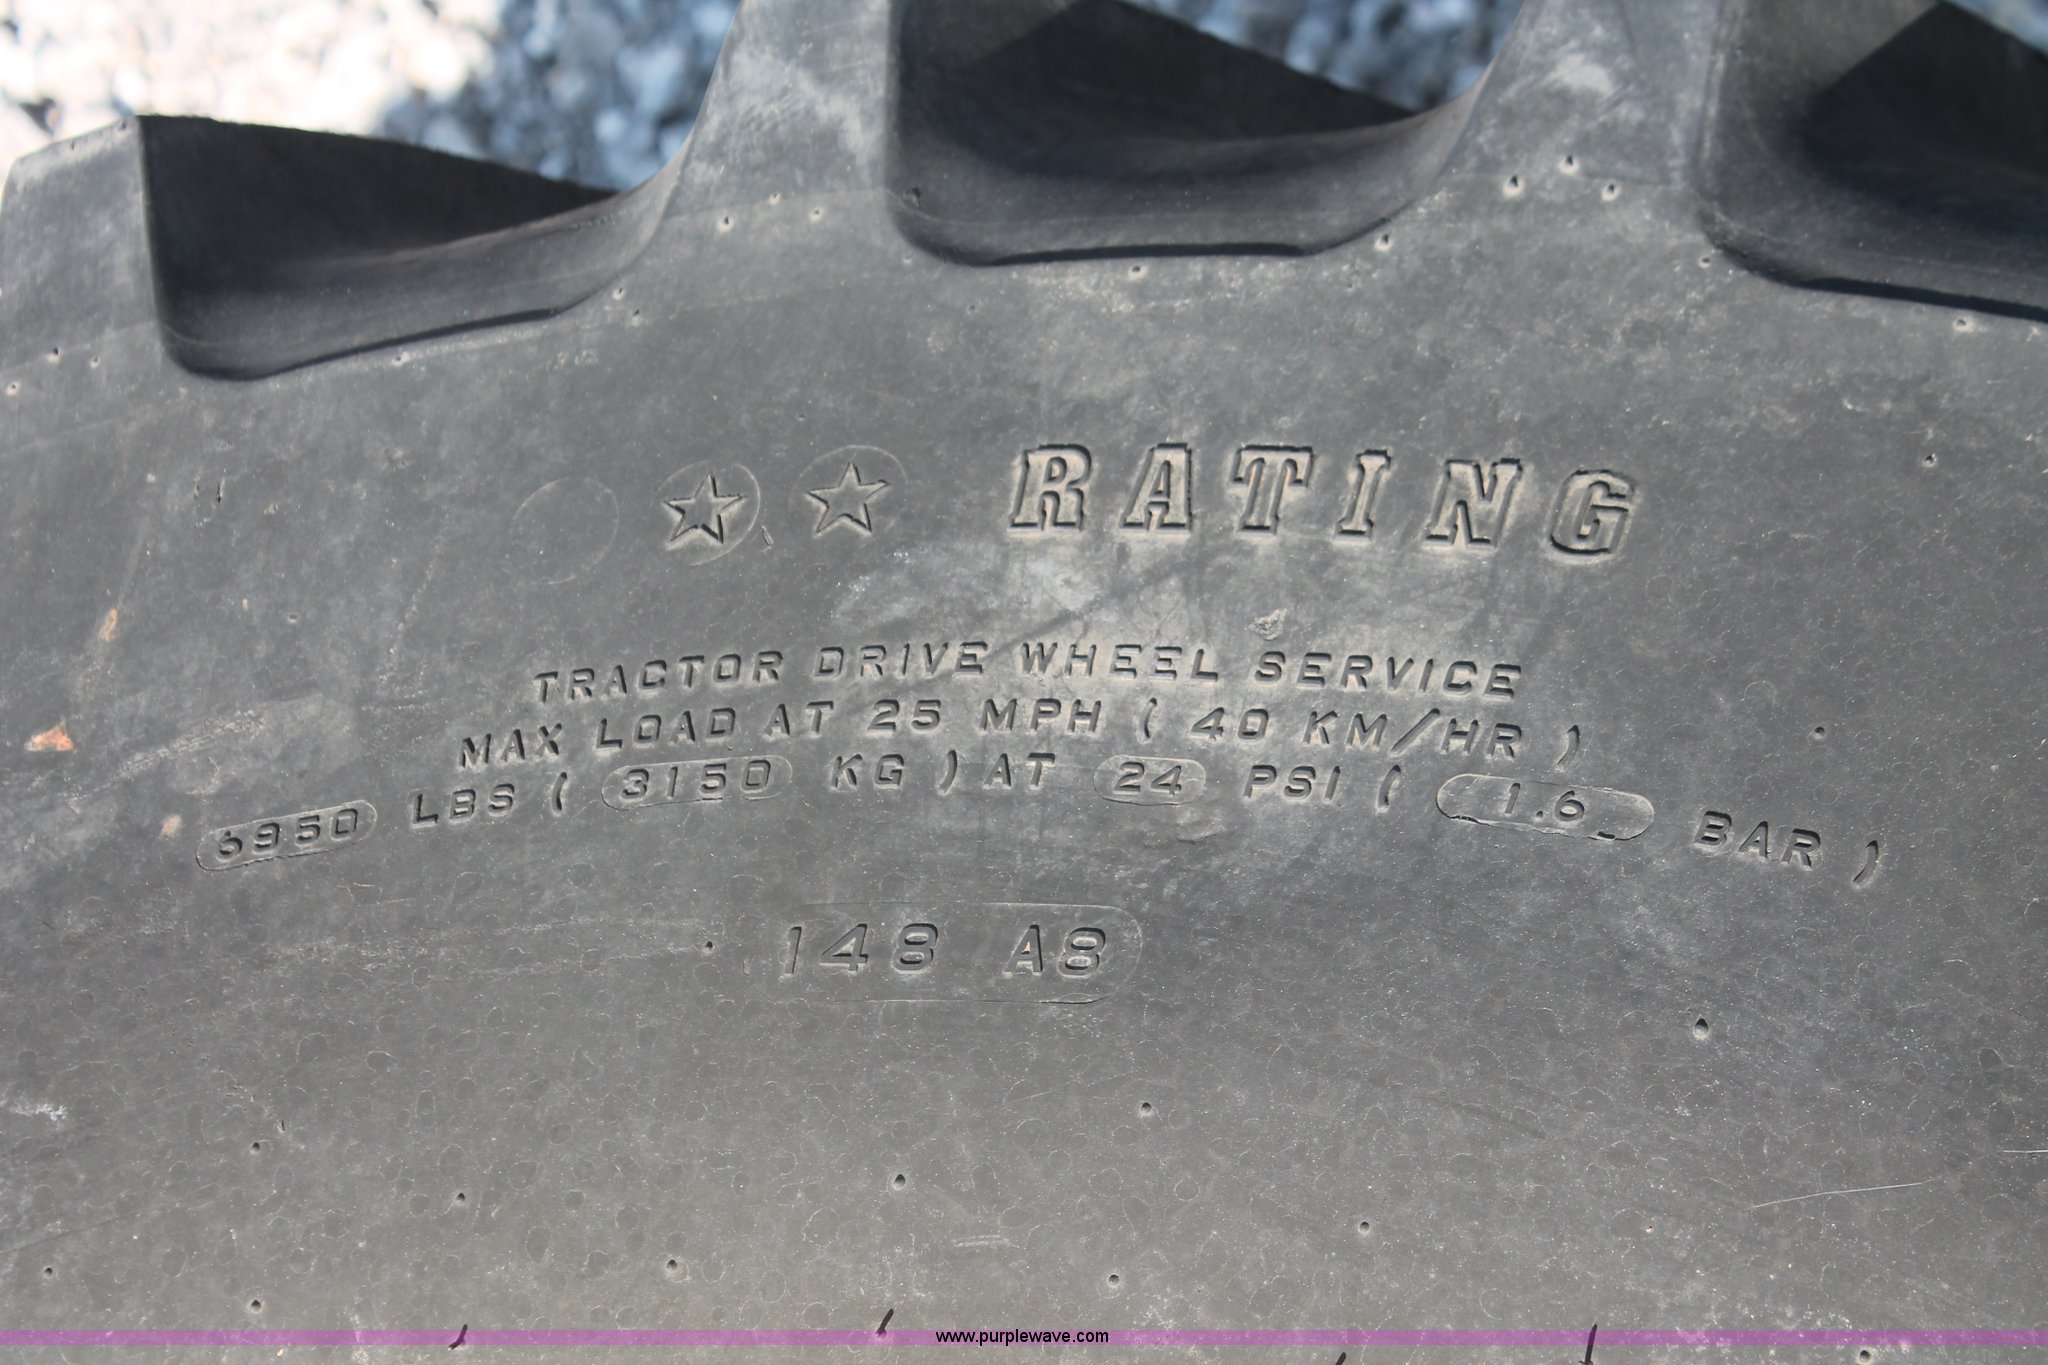 ☆☆ RATING
TRACTOR DRIVE WHEEL SERVICE
MAX LOAD AT 25 MPH ( 40 KM/HR )
6950 LBS ( 3150 KG ) AT 24 PSI ( 1.6 BAR )
148 A8
www.purplewave.com